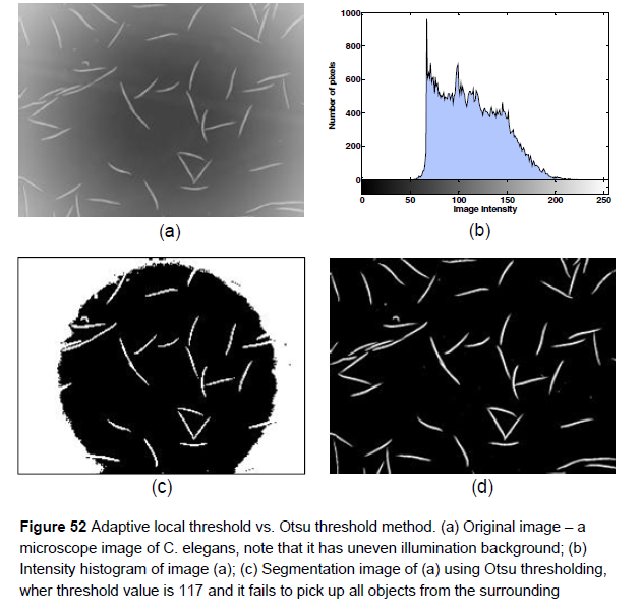 1000
800
600
400
200
0
Number of pixels
0 50 100 150 200 250
Image Intensity
(a)
(b)
(c)
(d)
Figure 52 Adaptive local threshold vs. Otsu threshold method. (a) Original image – a
microscope image of C. elegans, note that it has uneven illumination background; (b)
Intensity histogram of image (a); (c) Segmentation image of (a) using Otsu thresholding,
wher threshold value is 117 and it fails to pick up all objects from the surrounding